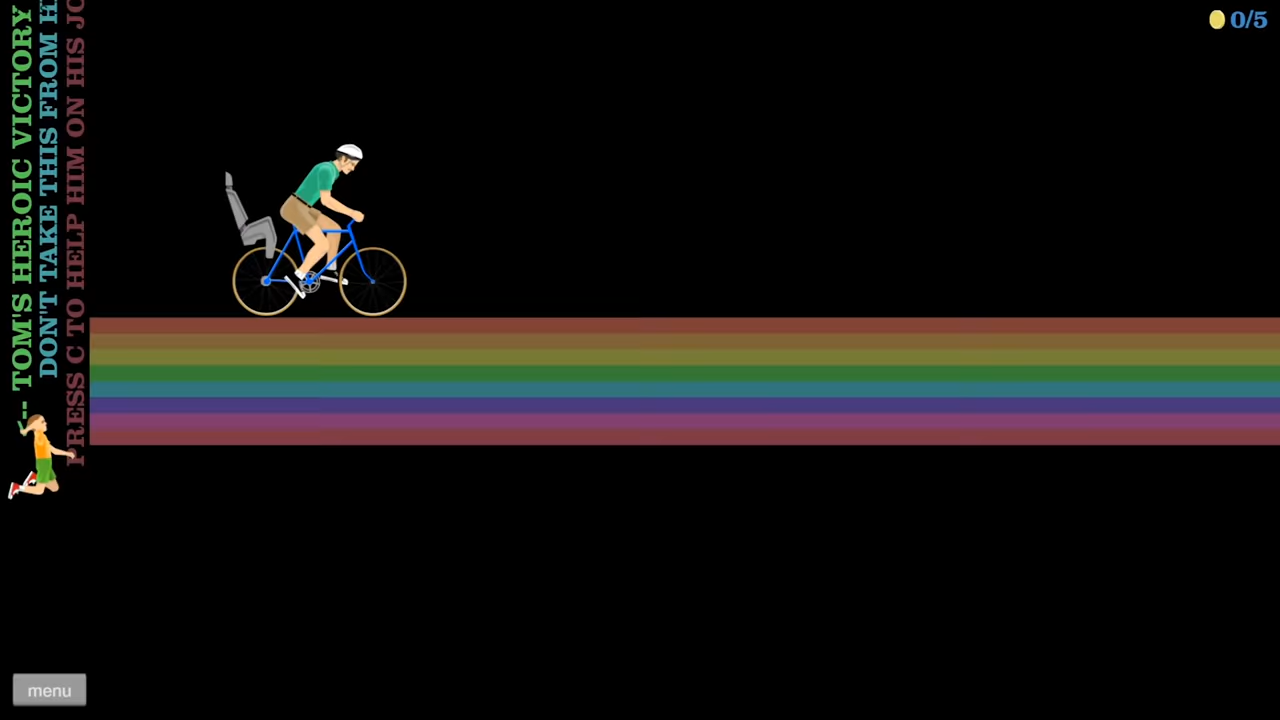 0/5
<-- TOM'S HEROIC VICTORY
DON'T TAKE THIS FROM
PRESS C TO HELP HIM ON HIS
menu